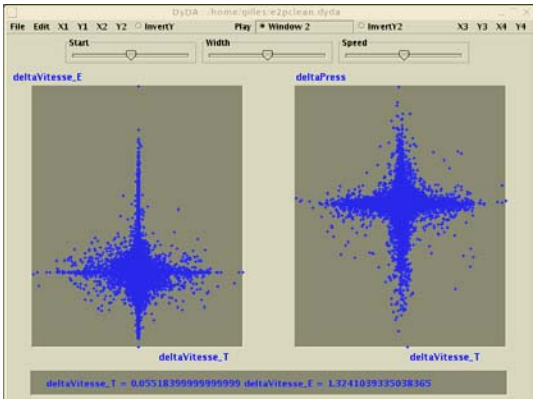 DyDA - /home/gilles/e2pclean.dyda
File Edit X1 Y1 X2 Y2 InvertY Play Window 2 InvertY2 X3 Y3 X4 Y4
Start Width Speed
deltaVitesse_E deltaPress
deltaVitesse_T deltaVitesse_T
deltaVitesse_T = 0.05518399999999999 deltaVitesse_E = 1.3241039335038365